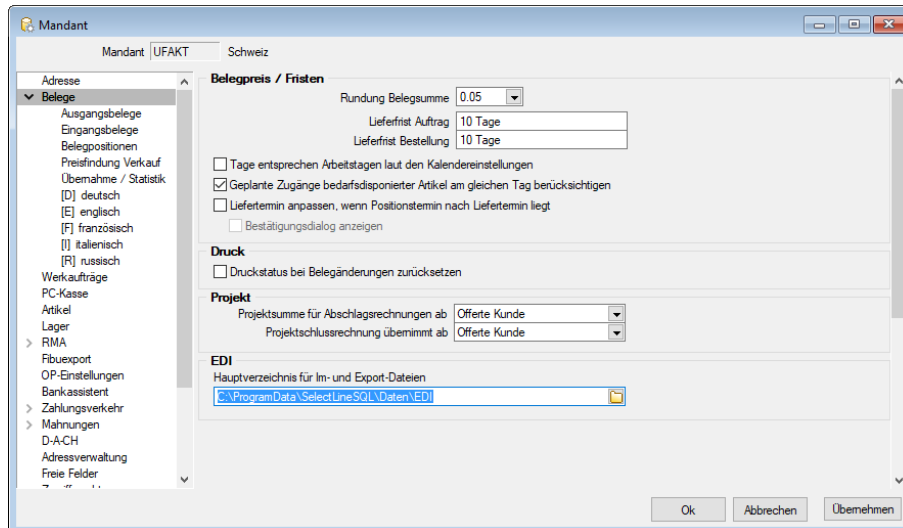 Mandant
Mandant UFAKT Schweiz
Adresse
Belege
Ausgangsbelege
Eingangsbelege
Belegpositionen
Preisfindung Verkauf
Übernahme / Statistik
[D] deutsch
[E] englisch
[F] französisch
[I] italienisch
[R] russisch
Werkaufträge
PC-Kasse
Artikel
Lager
RMA
Fibuexport
OP-Einstellungen
Bankassistent
Zahlungsverkehr
Mahnungen
D-A-CH
Adressverwaltung
Freie Felder
Belegpreis / Fristen
Rundung Belegsumme 0.05
Lieferfrist Auftrag 10 Tage
Lieferfrist Bestellung 10 Tage
Tage entsprechen Arbeitstagen laut den Kalendereinstellungen
Geplante Zugänge bedarfsdisponierter Artikel am gleichen Tag berücksichtigen
Liefertermin anpassen, wenn Positionstermin nach Liefertermin liegt
Bestätigungsdialog anzeigen
Druck
Druckstatus bei Belegänderungen zurücksetzen
Projekt
Projektsumme für Abschlagsrechnungen ab Offerte Kunde
Projektschlussrechnung übernimmt ab Offerte Kunde
EDI
Hauptverzeichnis für Im- und Export-Dateien
C:\ProgramData\SelectLineSQL\Daten\EDI
Ok Abbrechen Übernehmen